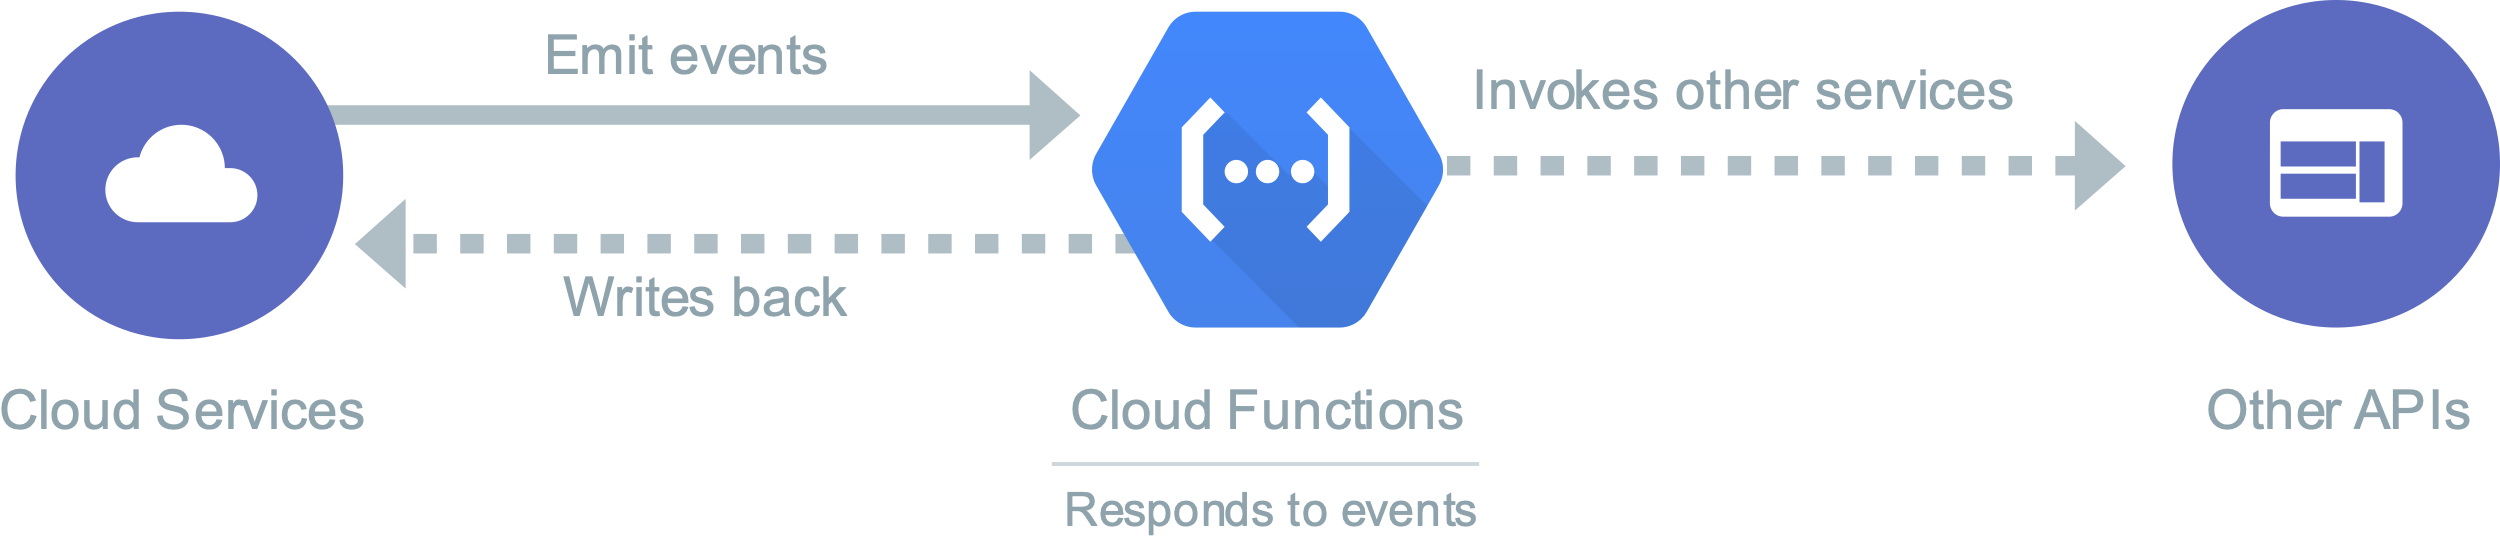 Emit events
Invokes other services
Writes back
Cloud Services
Cloud Functions
Other APIs
Responds to events